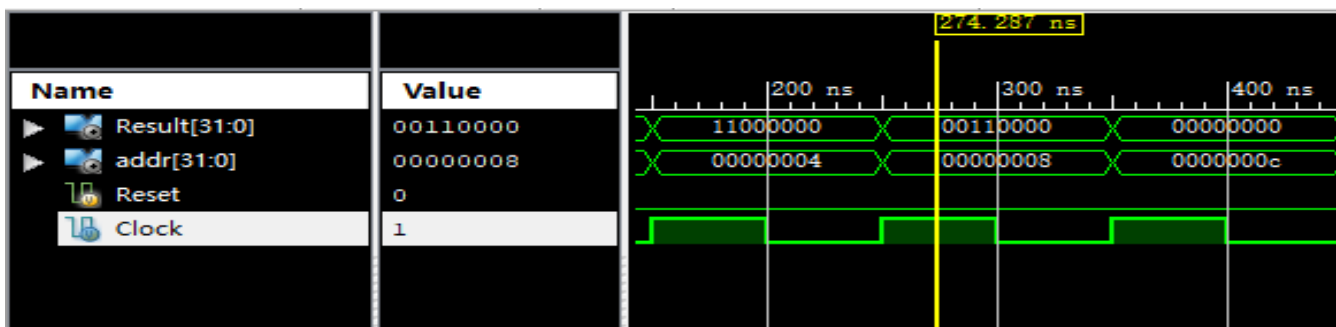 274.287 ns
Name Value 200 ns 300 ns 400 ns
Result[31:0] 00110000 11000000 00110000 00000000
addr[31:0] 00000008 00000004 00000008 0000000c
Reset 0
Clock 1